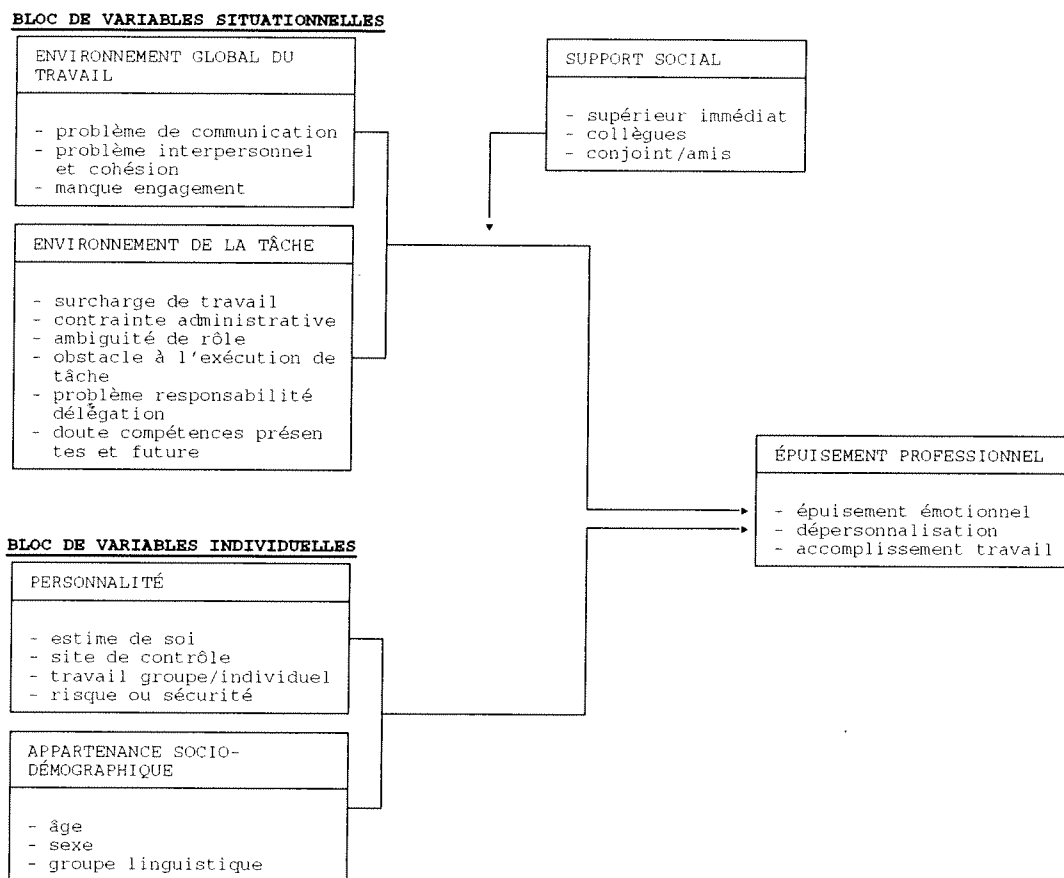 BLOC DE VARIABLES SITUATIONNELLES
ENVIRONNEMENT GLOBAL DU
TRAVAIL
- problème de communication
- problème interpersonnel
et cohésion
- manque engagement
SUPPORT SOCIAL
- supérieur immédiat
- collègues
- conjoint/amis
ENVIRONNEMENT DE LA TÂCHE
- surcharge de travail
- contrainte administrative
- ambiguité de rôle
- obstacle à l'exécution de
tâche
- problème responsabilité
délégation
- doute compétences présen
tes et future
ÉPUISEMENT PROFESSIONNEL
- épuisement émotionnel
- dépersonnalisation
- accomplissement travail
BLOC DE VARIABLES INDIVIDUELLES
PERSONNALITÉ
- estime de soi
- site de contrôle
- travail groupe/individuel
- risque ou sécurité
APPARTENANCE SOCIO-
DÉMOGRAPHIQUE
- âge
- sexe
- groupe linguistique